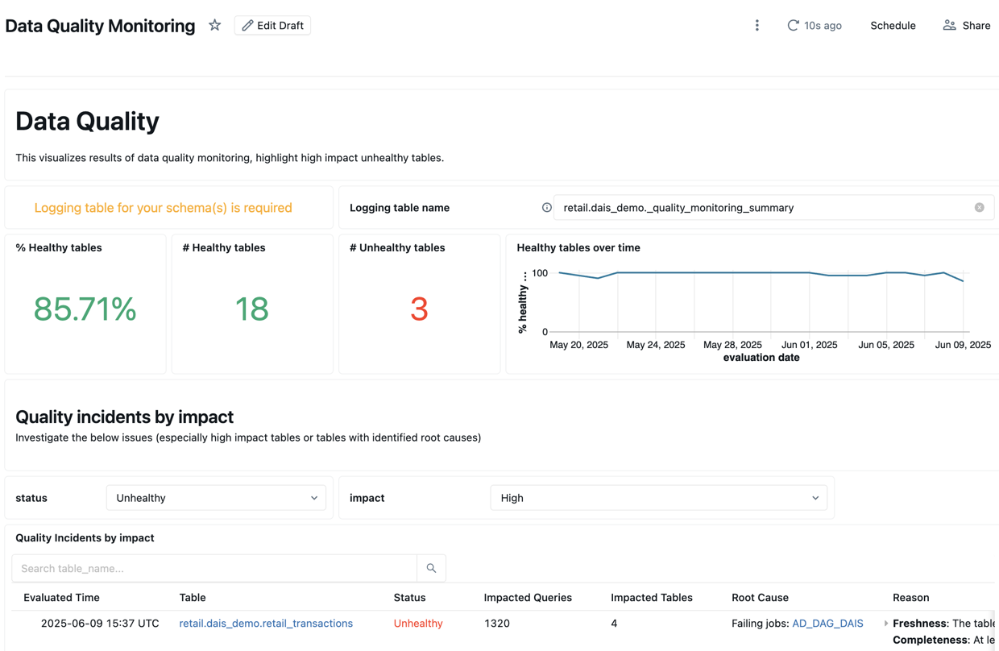 Data Quality Monitoring
Edit Draft
10s ago
Schedule
Share
Data Quality
This visualizes results of data quality monitoring, highlight high impact unhealthy tables.
Logging table for your schema(s) is required
Logging table name
retail.dais_demo._quality_monitoring_summary
% Healthy tables
# Healthy tables
# Unhealthy tables
Healthy tables over time
85.71%
18
3
% healthy ...
100
0
May 20, 2025 May 24, 2025 May 28, 2025 Jun 01, 2025 Jun 05, 2025 Jun 09, 2025
evaluation date
Quality incidents by impact
Investigate the below issues (especially high impact tables or tables with identified root causes)
status
Unhealthy
impact
High
Quality Incidents by impact
Search table_name...
Evaluated Time Table Status Impacted Queries Impacted Tables Root Cause Reason
2025-06-09 15:37 UTC retail.dais_demo.retail_transactions Unhealthy 1320 4 Failing jobs: AD_DAG_DAIS Freshness: The table
Completeness: At le